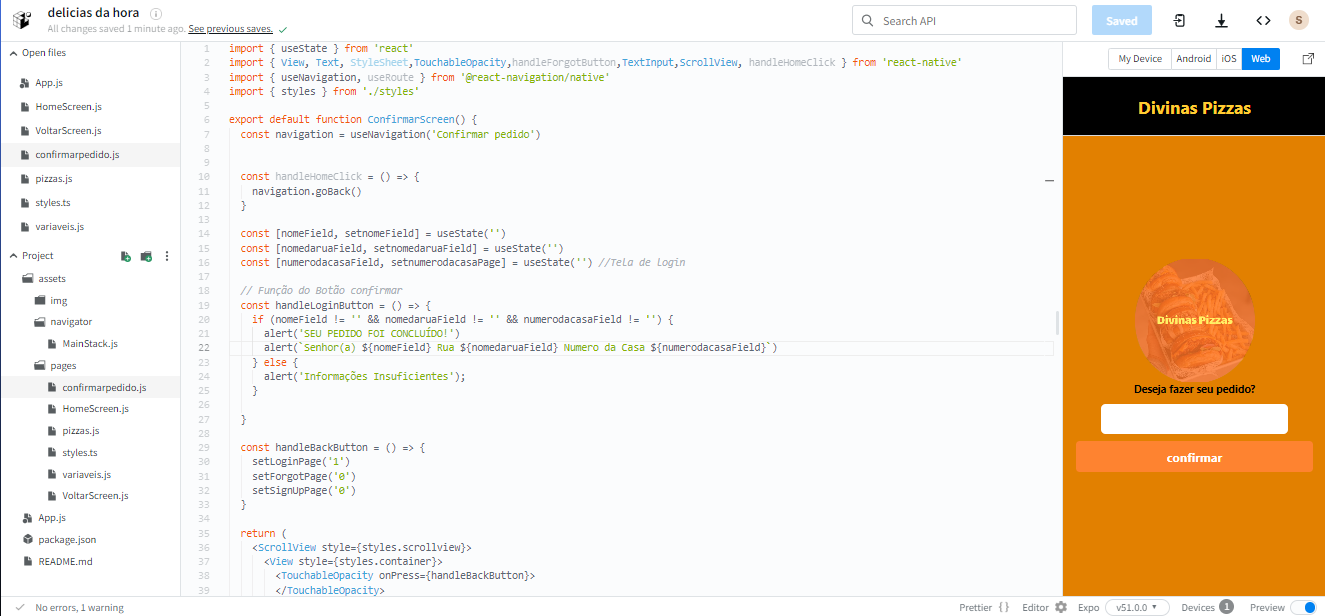 delicias da hora
All changes saved 1 minute ago. See previous saves.
Search API
Saved
S
Open files
App.js
HomeScreen.js
VoltarScreen.js
confirmarpedido.js
pizzas.js
styles.ts
variaveis.js
Project
assets
img
navigator
MainStack.js
pages
confirmarpedido.js
HomeScreen.js
pizzas.js
styles.ts
variaveis.js
VoltarScreen.js
App.js
package.json
README.md
1 import { useState } from 'react'
2 import { View, Text, StyleSheet,TouchableOpacity,handleForgotButton,TextInput,ScrollView, handleHomeClick } from 'react-native'
3 import { useNavigation, useRoute } from '@react-navigation/native'
4 import { styles } from './styles'
5
6 export default function ConfirmarScreen() {
7 const navigation = useNavigation('Confirmar pedido')
8
9
10 const handleHomeClick = () => {
11 navigation.goBack()
12 }
13
14 const [nomeField, setnomeField] = useState('')
15 const [nomedaruaField, setnomedaruaField] = useState('')
16 const [numerodacasaField, setnumerodacasaPage] = useState('') //Tela de login
17
18 // Função do Botão confirmar
19 const handleLoginButton = () => {
20 if (nomeField != '' && nomedaruaField != '' && numerodacasaField != '') {
21 alert('SEU PEDIDO FOI CONCLUÍDO!')
22 alert(`Senhor(a) ${nomeField} Rua ${nomedaruaField} Numero da Casa ${numerodacasaField}`)
23 } else {
24 alert('Informações Insuficientes');
25 }
26
27 }
28
29 const handleBackButton = () => {
30 setLoginPage('1')
31 setForgotPage('0')
32 setSignUpPage('0')
33 }
34
35 return (
36 <ScrollView style={styles.scrollview}>
37 <View style={styles.container}>
38 <TouchableOpacity onPress={handleBackButton}>
39 </TouchableOpacity>
My Device
Android
iOS
Web
Divinas Pizzas
Divinas Pizzas
Deseja fazer seu pedido?
confirmar
No errors, 1 warning
Prettier {}
Editor
Expo
v51.0.0
Devices 1
Preview